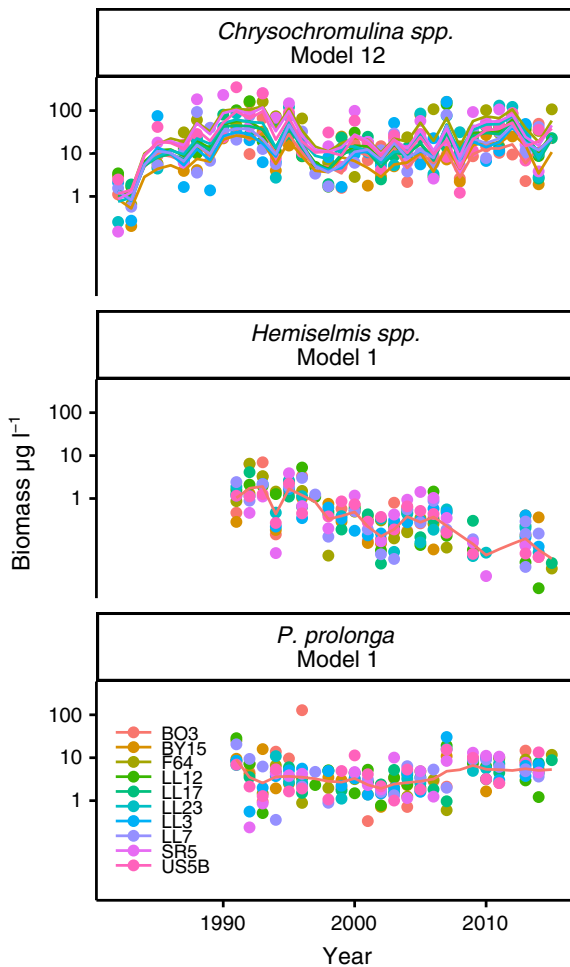 Chrysochromulina spp.
Model 12
100
10
1
Hemiselmis spp.
Model 1
100
10
1
Biomass µg l⁻¹
P. prolonga
Model 1
100
10
1
BO3
BY15
F64
LL12
LL17
LL23
LL3
LL7
SR5
US5B
1990
2000
2010
Year